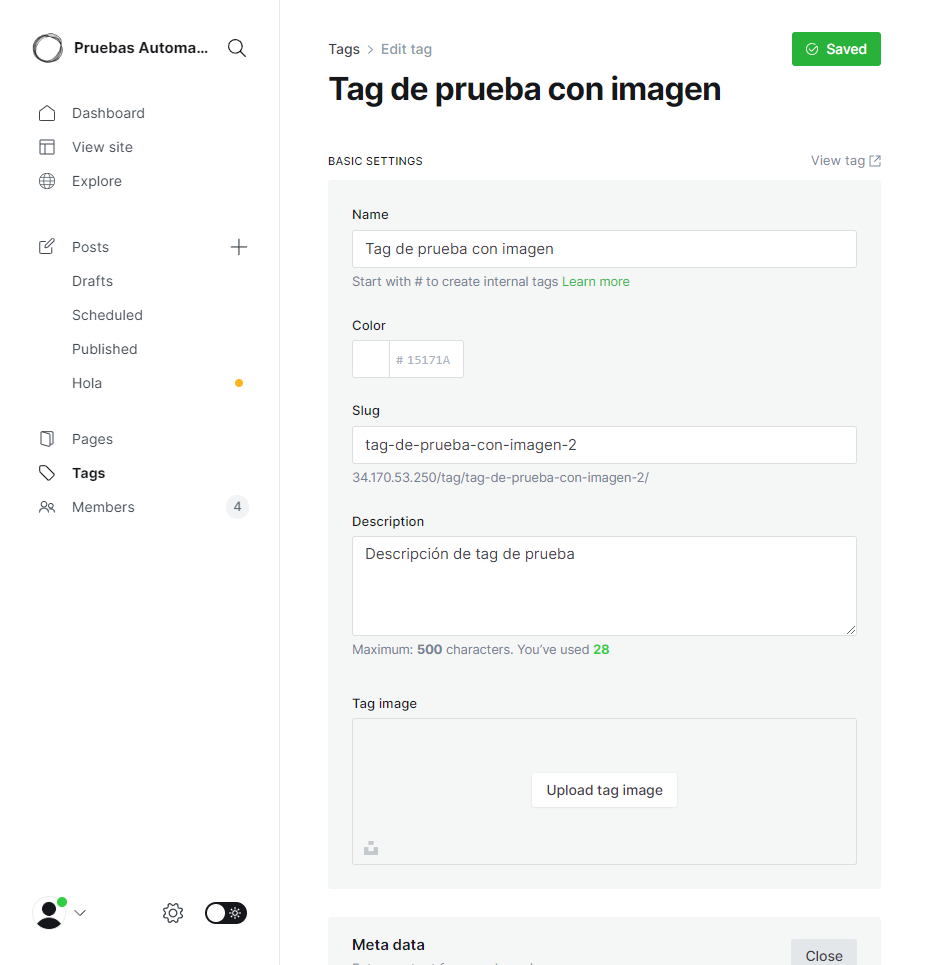 Pruebas Automa...
Dashboard
View site
Explore
Posts
Drafts
Scheduled
Published
Hola
Pages
Tags
Members 4
Tags > Edit tag
Saved
Tag de prueba con imagen
BASIC SETTINGS
View tag
Name
Tag de prueba con imagen
Start with # to create internal tags Learn more
Color
# 15171A
Slug
tag-de-prueba-con-imagen-2
34.170.53.250/tag/tag-de-prueba-con-imagen-2/
Description
Descripción de tag de prueba
Maximum: 500 characters. You’ve used 28
Tag image
Upload tag image
Meta data
Close